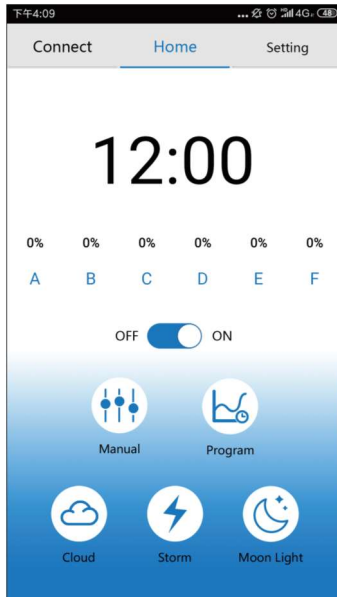 下午4:09 ... HD 4G 48
Connect Home Setting
12:00
0% 0% 0% 0% 0% 0%
A B C D E F
OFF ON
Manual Program
Cloud Storm Moon Light